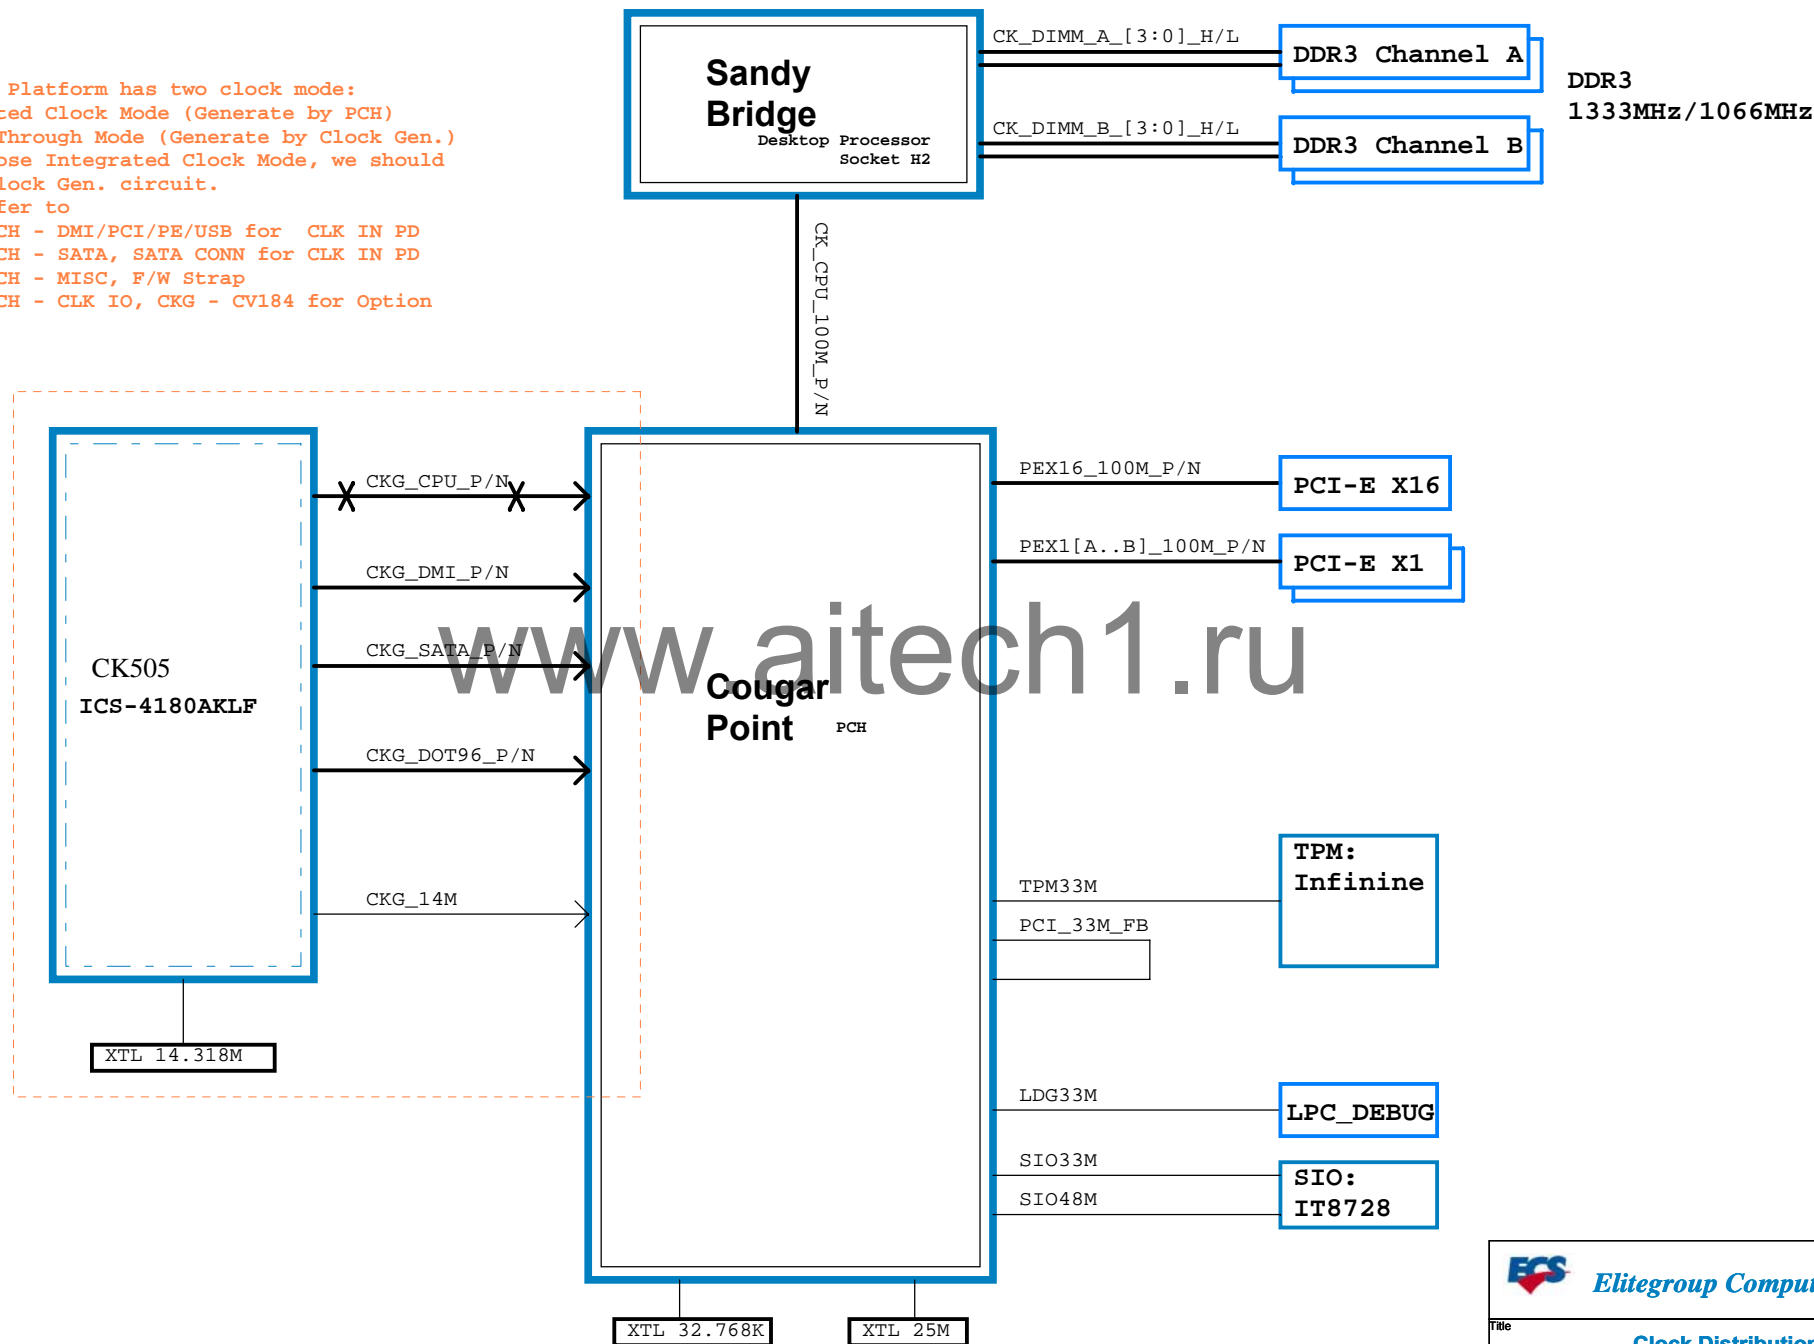 Platform has two clock mode:
ted Clock Mode (Generate by PCH)
Through Mode (Generate by Clock Gen.)
ose Integrated Clock Mode, we should
lock Gen. circuit.
fer to
CH - DMI/PCI/PE/USB for  CLK IN PD
CH - SATA, SATA CONN for CLK IN PD
CH - MISC, F/W Strap
CH - CLK IO, CKG - CV184 for Option
Sandy
Bridge
Desktop Processor
Socket H2
CK_DIMM_A_[3:0]_H/L
DDR3 Channel A
CK_DIMM_B_[3:0]_H/L
DDR3 Channel B
DDR3
1333MHz/1066MHz
CK_CPU_100M_P/N
CK505
ICS-4180AKLF
XTL 14.318M
CKG_CPU_P/N
CKG_DMI_P/N
CKG_SATA_P/N
CKG_DOT96_P/N
CKG_14M
www.aitech1.ru
Cougar
Point
PCH
PEX16_100M_P/N
PCI-E X16
PEX1[A..B]_100M_P/N
PCI-E X1
TPM33M
TPM:
Infinine
PCI_33M_FB
LDG33M
LPC_DEBUG
SIO33M
SIO48M
SIO:
IT8728
XTL 32.768K
XTL 25M
ECS
Elitegroup Comput
Title
Clock Distribution